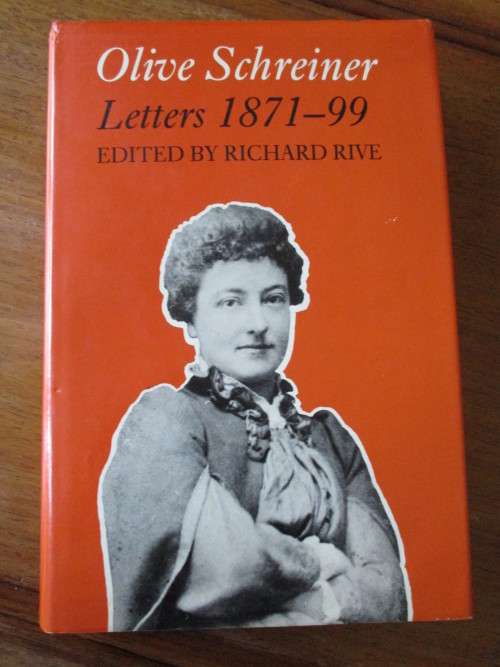 Olive Schreiner
Letters 1871–99
EDITED BY RICHARD RIVE